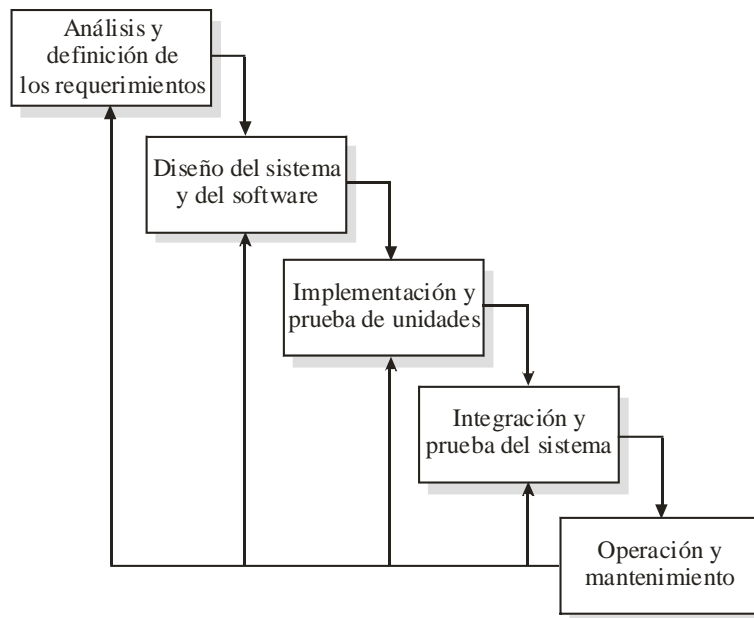 Análisis y
definición de
los requerimientos
Diseño del sistema
y del software
Implementación y
prueba de unidades
Integración y
prueba del sistema
Operación y
mantenimiento